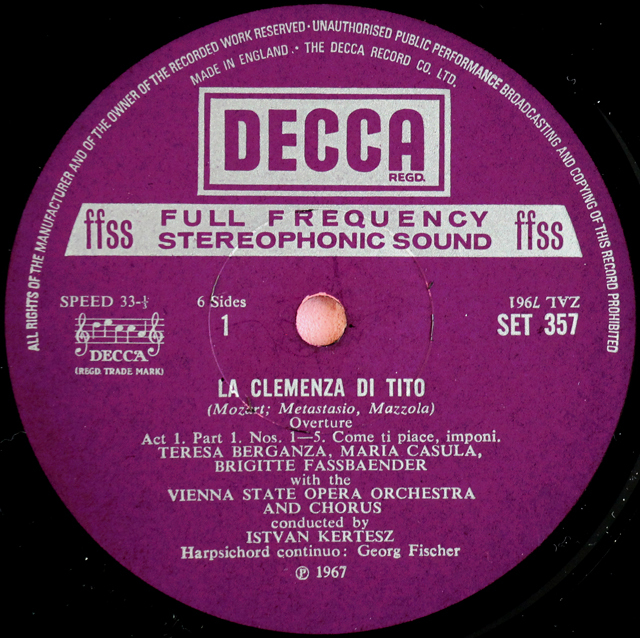 ALL RIGHTS OF THE MANUFACTURER AND OF THE OWNER OF THE RECORDED WORK RESERVED · UNAUTHORISED PUBLIC PERFORMANCE BROADCASTING AND COPYING OF THIS RECORD PROHIBITED
MADE IN ENGLAND. · THE DECCA RECORD CO. LTD.
DECCA
REGD.
ffss FULL FREQUENCY STEREOPHONIC SOUND ffss
SPEED 33-⅓
6 Sides
1
ZAL 7961
SET 357
DECCA
(REGD. TRADE MARK)
LA CLEMENZA DI TITO
(Mozart; Metastasio, Mazzola)
Overture
Act 1. Part 1. Nos. 1—5. Come ti piace, imponi.
TERESA BERGANZA, MARIA CASULA,
BRIGITTE FASSBAENDER
with the
VIENNA STATE OPERA ORCHESTRA
AND CHORUS
conducted by
ISTVAN KERTESZ
Harpsichord continuo: Georg Fischer
℗ 1967